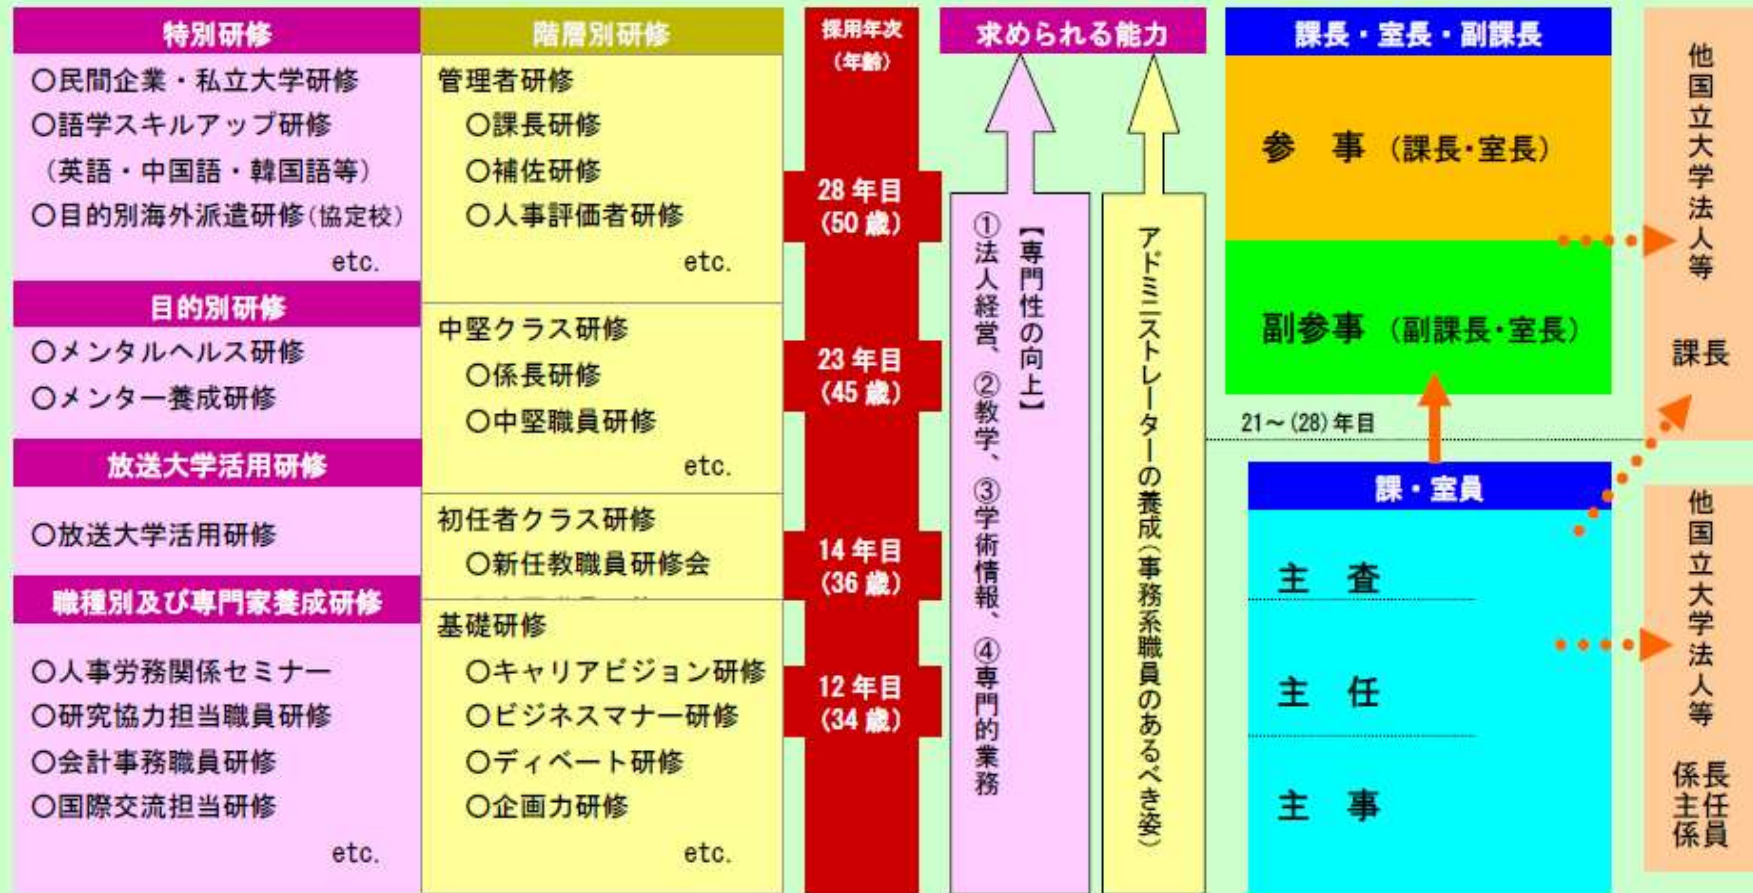 特別研修
○民間企業・私立大学研修
○語学スキルアップ研修
（英語・中国語・韓国語等）
○目的別海外派遣研修(協定校)
etc.
目的別研修
○メンタルヘルス研修
○メンター養成研修
放送大学活用研修
○放送大学活用研修
職種別及び専門家養成研修
○人事労務関係セミナー
○研究協力担当職員研修
○会計事務職員研修
○国際交流担当研修
etc.
階層別研修
管理者研修
○課長研修
○補佐研修
○人事評価者研修
etc.
中堅クラス研修
○係長研修
○中堅職員研修
etc.
初任者クラス研修
○新任教職員研修会
基礎研修
○キャリアビジョン研修
○ビジネスマナー研修
○ディベート研修
○企画力研修
etc.
採用年次
(年齢)
28年目
(50歳)
23年目
(45歳)
14年目
(36歳)
12年目
(34歳)
求められる能力
【専門性の向上】
①法人経営、②教学、③学術情報、④専門的業務
アドミニストレーターの養成(事務系職員のあるべき姿)
課長・室長・副課長
参　事（課長・室長）
副参事（副課長・室長）
21～(28)年目
課・室員
主　査
主　任
主　事
他国立大学法人等
課長
他国立大学法人等
係長
主任
係員